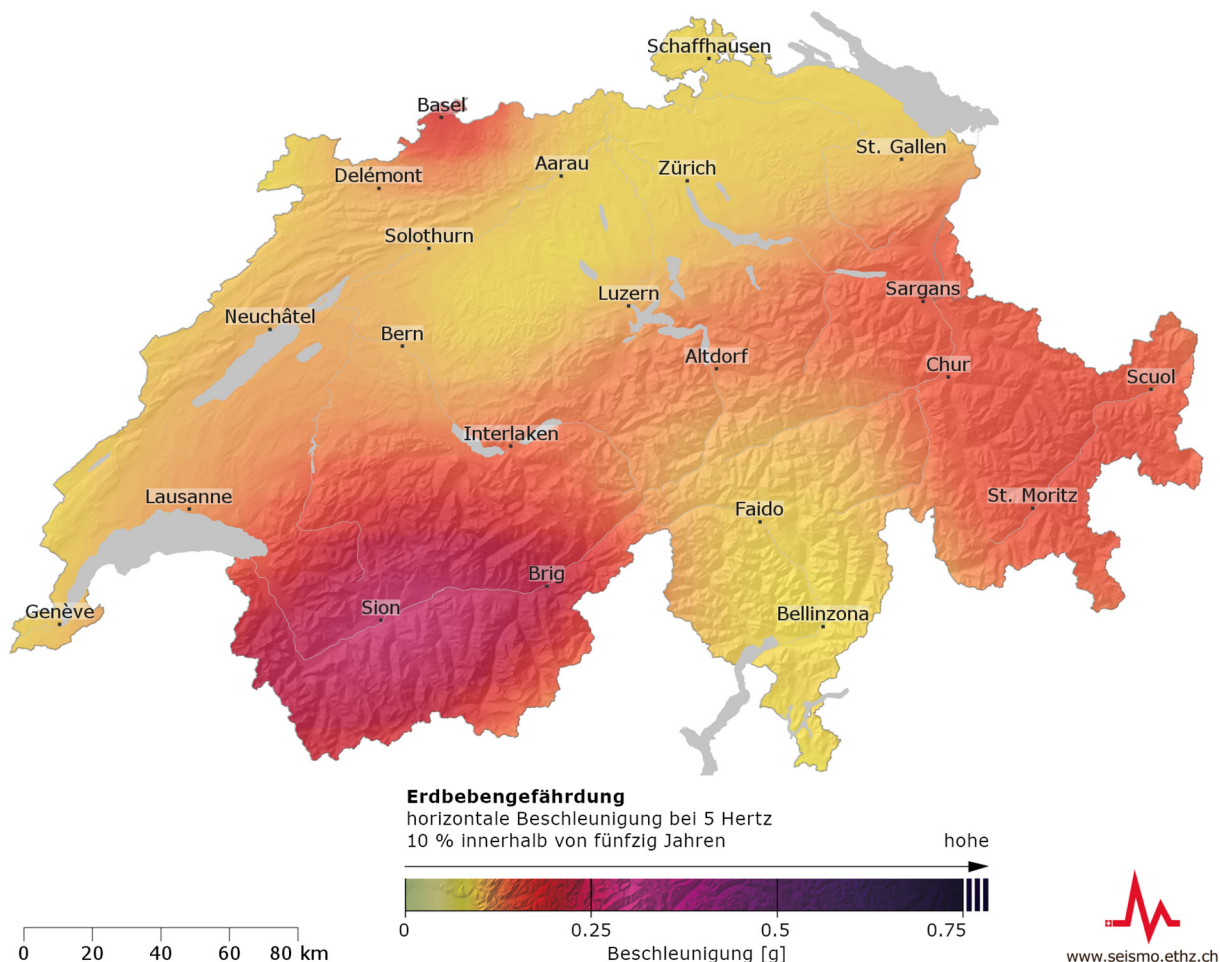 Schaffhausen
Basel
St. Gallen
Aarau
Zürich
Delémont
Solothurn
Sargans
Luzern
Neuchâtel
Bern
Altdorf
Chur
Scuol
Interlaken
Lausanne
St. Moritz
Faido
Brig
Sion
Genève
Bellinzona
Erdbebengefährdung
horizontale Beschleunigung bei 5 Hertz
10 % innerhalb von fünfzig Jahren
hohe
0 0.25 0.5 0.75
Beschleunigung [g]
0 20 40 60 80 km
www.seismo.ethz.ch